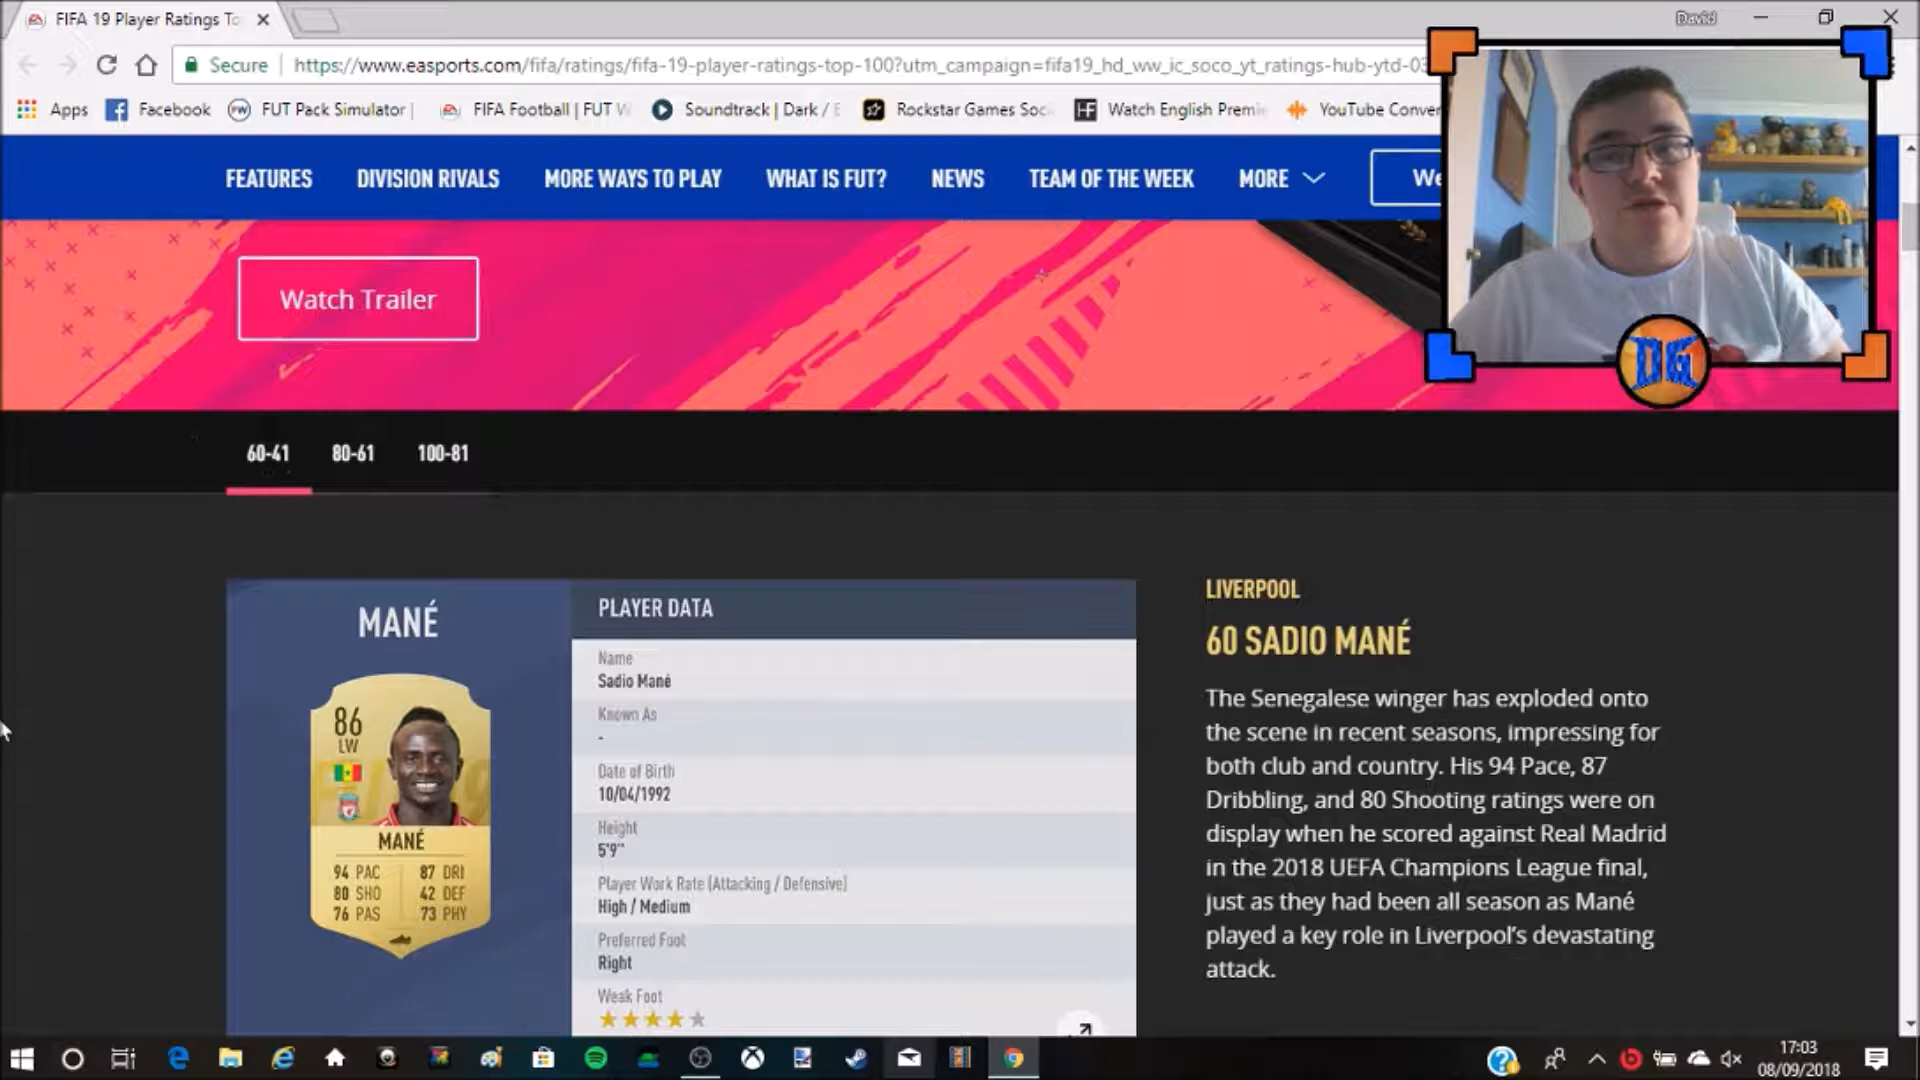 FIFA 19 Player Ratings To
David
Secure
https://www.easports.com/fifa/ratings/fifa-19-player-ratings-top-100?utm_campaign=fifa19_hd_ww_ic_soco_yt_ratings-hub-ytd-03
Apps
Facebook
FUT Pack Simulator |
FIFA Football | FUT W
Soundtrack | Dark / E
Rockstar Games Soc
Watch English Premie
YouTube Conver
FEATURES
DIVISION RIVALS
MORE WAYS TO PLAY
WHAT IS FUT?
NEWS
TEAM OF THE WEEK
MORE
We
Watch Trailer
DG
60-41
80-61
100-81
MANÉ
86
LW
MANÉ
94 PAC 87 DRI
80 SHO 42 DEF
76 PAS 73 PHY
PLAYER DATA
Name
Sadio Mané
Known As
-
Date of Birth
10/04/1992
Height
5'9"
Player Work Rate (Attacking / Defensive)
High / Medium
Preferred Foot
Right
Weak Foot
LIVERPOOL
60 SADIO MANÉ
The Senegalese winger has exploded onto
the scene in recent seasons, impressing for
both club and country. His 94 Pace, 87
Dribbling, and 80 Shooting ratings were on
display when he scored against Real Madrid
in the 2018 UEFA Champions League final,
just as they had been all season as Mané
played a key role in Liverpool's devastating
attack.
17:03
08/09/2018